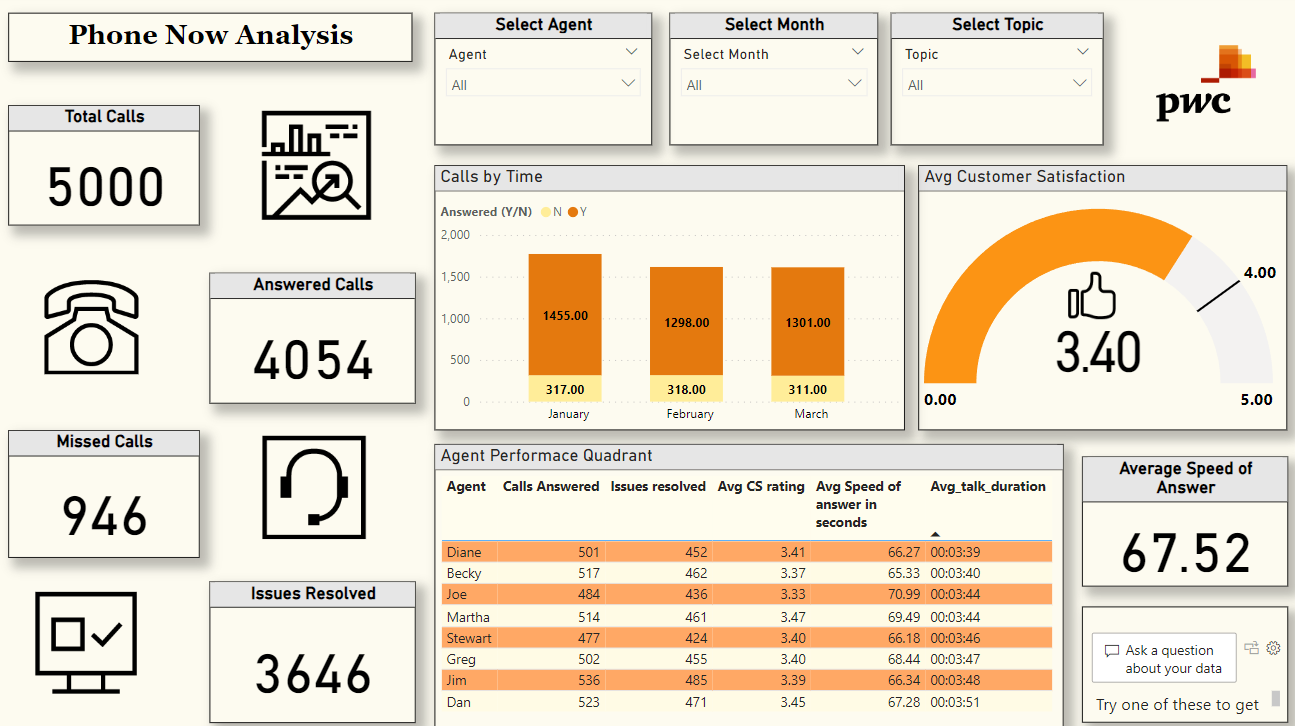 Phone Now Analysis
Select Agent
Agent
All
Select Month
Select Month
All
Select Topic
Topic
All
pwc
Total Calls
5000
Answered Calls
4054
Missed Calls
946
Issues Resolved
3646
Calls by Time
Answered (Y/N) N Y
2,000
1,500
1,000
500
0
1455.00
1298.00
1301.00
317.00
318.00
311.00
January
February
March
Avg Customer Satisfaction
4.00
3.40
0.00
5.00
Agent Performace Quadrant
Agent Calls Answered Issues resolved Avg CS rating Avg Speed of Avg_talk_duration
answer in
seconds
Diane 501 452 3.41 66.27 00:03:39
Becky 517 462 3.37 65.33 00:03:40
Joe 484 436 3.33 70.99 00:03:44
Martha 514 461 3.47 69.49 00:03:44
Stewart 477 424 3.40 66.18 00:03:46
Greg 502 455 3.40 68.44 00:03:47
Jim 536 485 3.39 66.34 00:03:48
Dan 523 471 3.45 67.28 00:03:51
Average Speed of
Answer
67.52
Ask a question
about your data
Try one of these to get